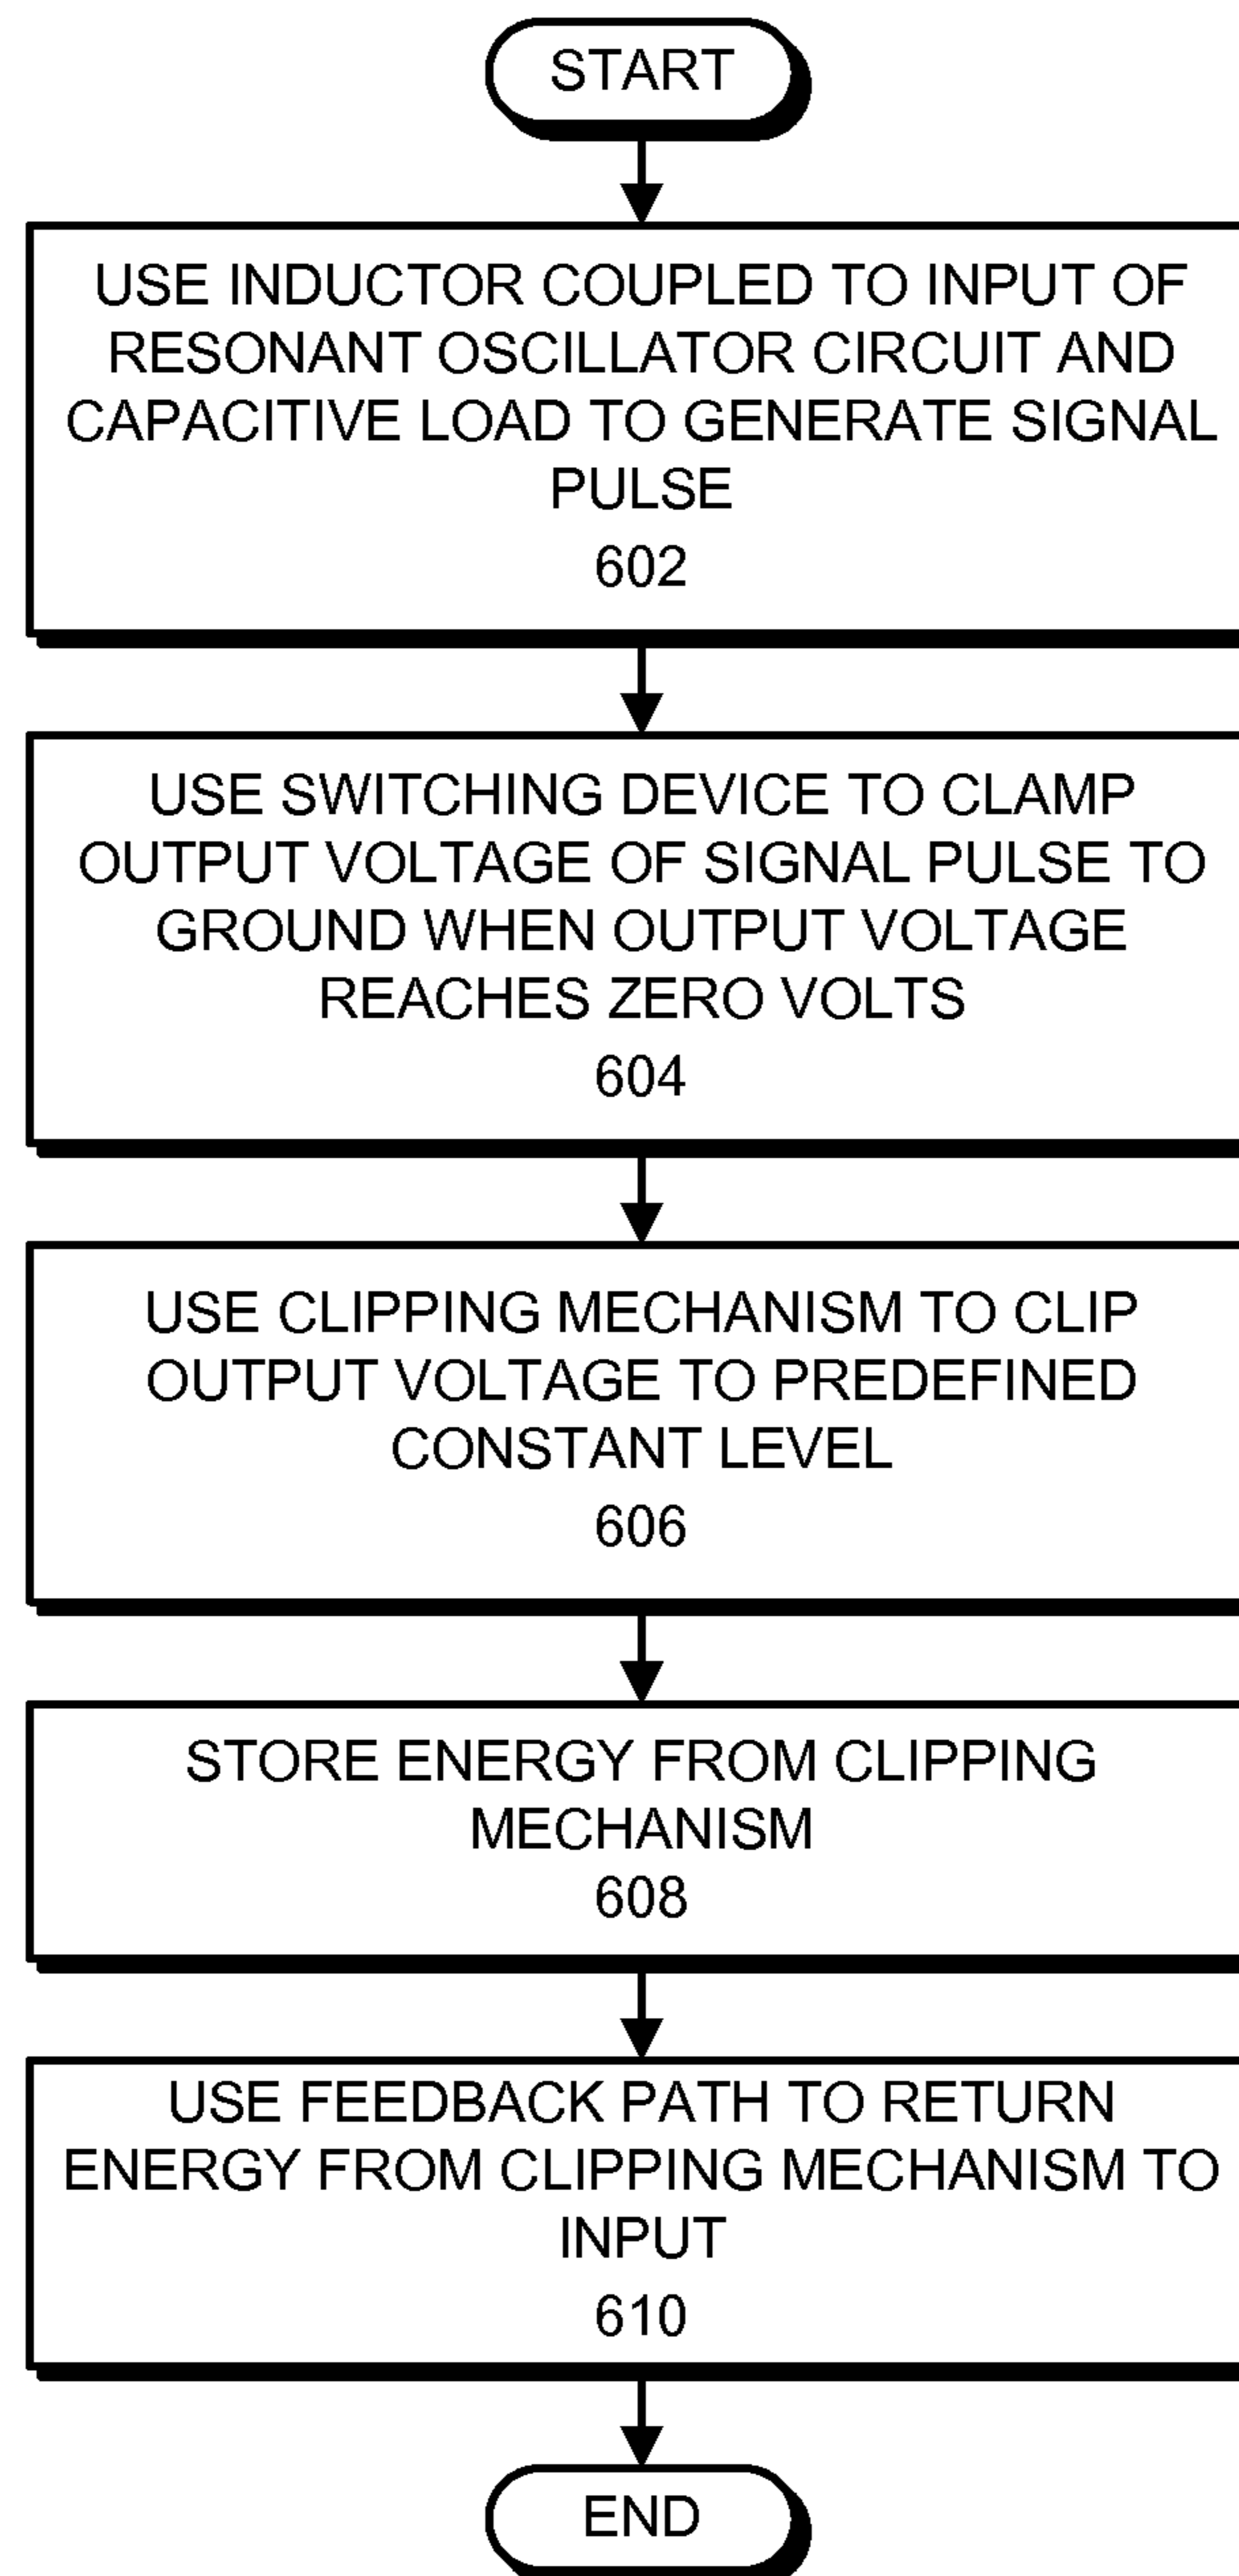 START
USE INDUCTOR COUPLED TO INPUT OF
RESONANT OSCILLATOR CIRCUIT AND
CAPACITIVE LOAD TO GENERATE SIGNAL
PULSE
602
USE SWITCHING DEVICE TO CLAMP
OUTPUT VOLTAGE OF SIGNAL PULSE TO
GROUND WHEN OUTPUT VOLTAGE
REACHES ZERO VOLTS
604
USE CLIPPING MECHANISM TO CLIP
OUTPUT VOLTAGE TO PREDEFINED
CONSTANT LEVEL
606
STORE ENERGY FROM CLIPPING
MECHANISM
608
USE FEEDBACK PATH TO RETURN
ENERGY FROM CLIPPING MECHANISM TO
INPUT
610
END